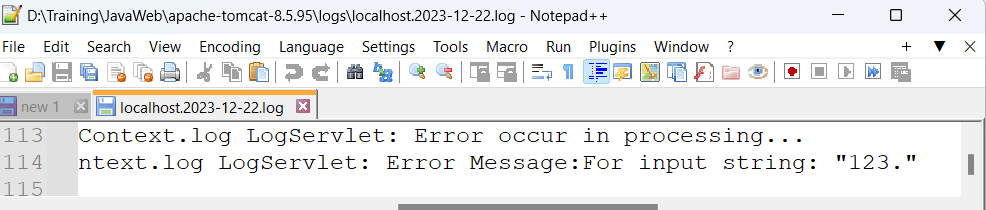 D:\Training\JavaWeb\apache-tomcat-8.5.95\logs\localhost.2023-12-22.log - Notepad++
File Edit Search View Encoding Language Settings Tools Macro Run Plugins Window ? + ▼ X
new 1 localhost.2023-12-22.log
113 Context.log LogServlet: Error occur in processing...
114 ntext.log LogServlet: Error Message:For input string: "123."
115